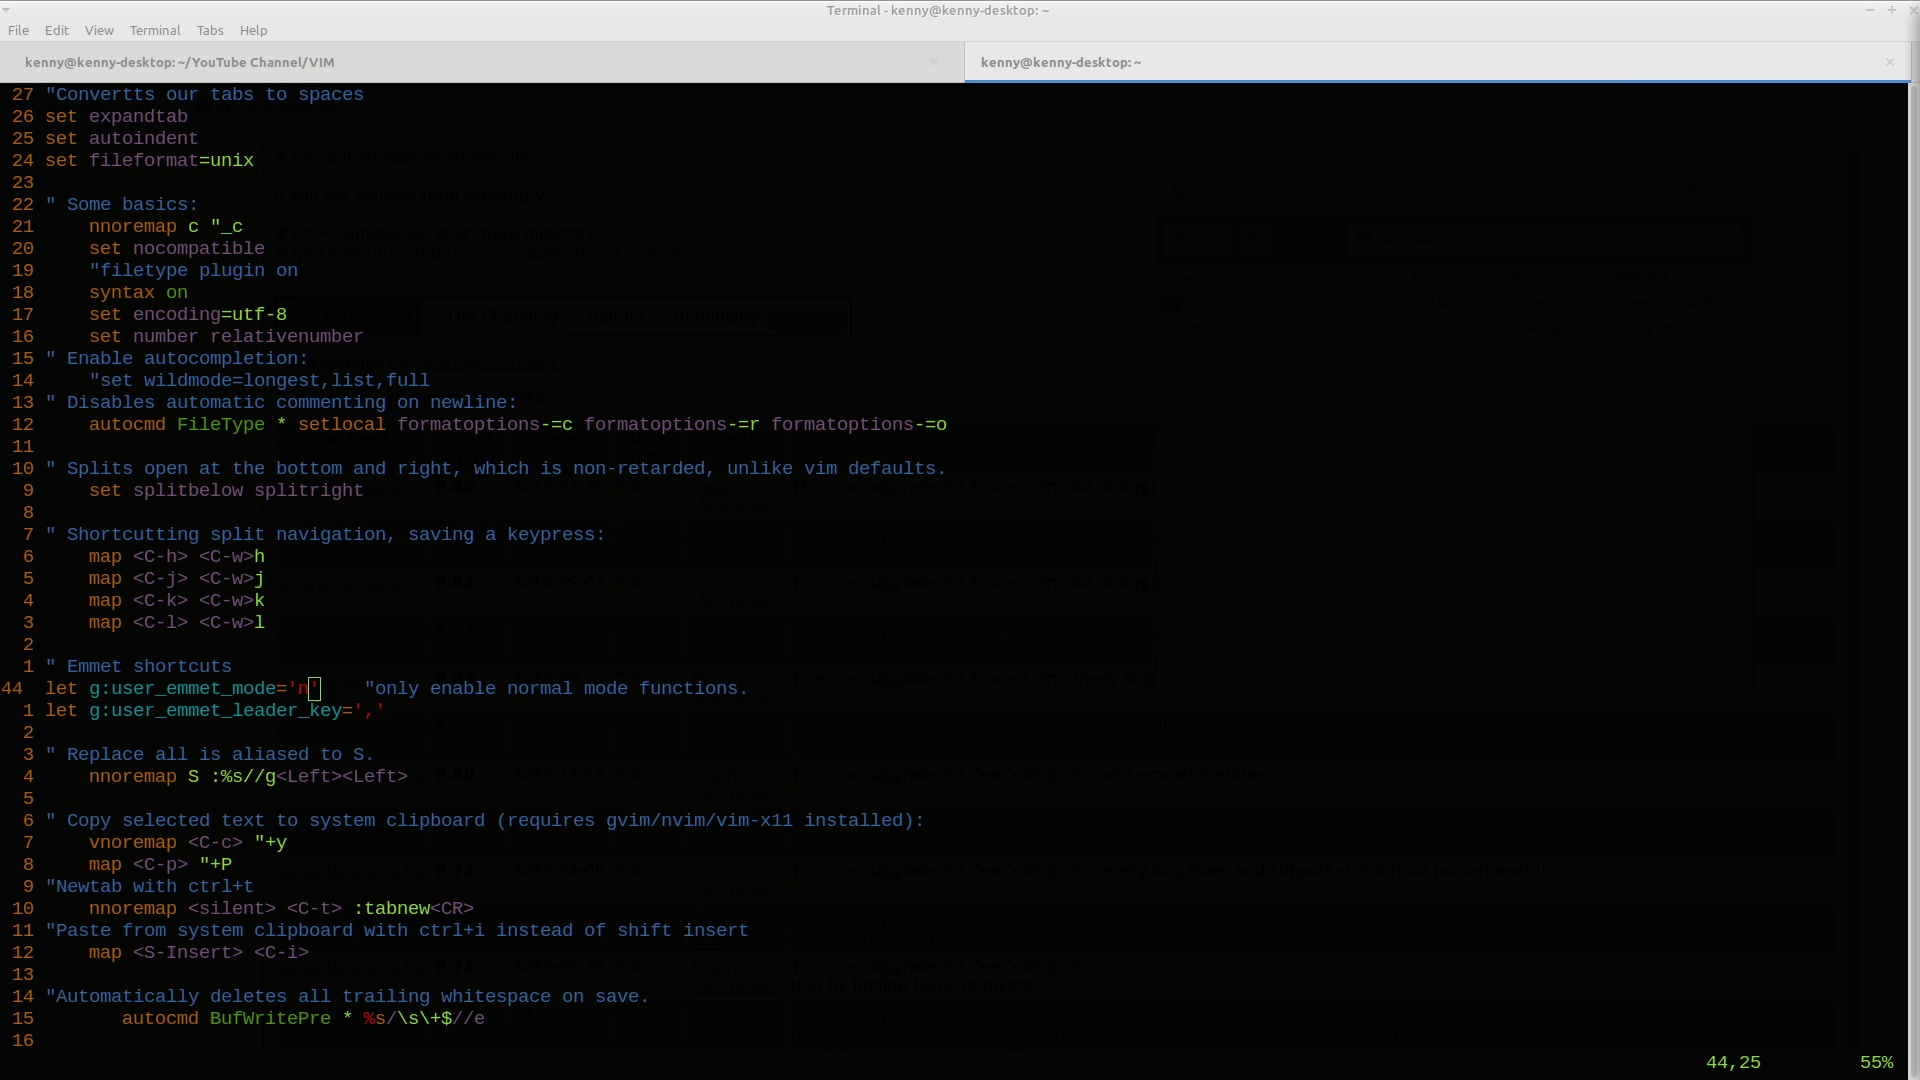 Terminal - kenny@kenny-desktop: ~
File Edit View Terminal Tabs Help
kenny@kenny-desktop: ~/YouTube Channel/VIM
kenny@kenny-desktop: ~
27 "Convertts our tabs to spaces
26 set expandtab
25 set autoindent
24 set fileformat=unix
23
22 " Some basics:
21     nnoremap c "_c
20     set nocompatible
19     "filetype plugin on
18     syntax on
17     set encoding=utf-8
16     set number relativenumber
15 " Enable autocompletion:
14     "set wildmode=longest,list,full
13 " Disables automatic commenting on newline:
12     autocmd FileType * setlocal formatoptions-=c formatoptions-=r formatoptions-=o
11
10 " Splits open at the bottom and right, which is non-retarded, unlike vim defaults.
9     set splitbelow splitright
8
7 " Shortcutting split navigation, saving a keypress:
6     map <C-h> <C-w>h
5     map <C-j> <C-w>j
4     map <C-k> <C-w>k
3     map <C-l> <C-w>l
2
1 " Emmet shortcuts
44 let g:user_emmet_mode='n'    "only enable normal mode functions.
1 let g:user_emmet_leader_key=','
2
3 " Replace all is aliased to S.
4     nnoremap S :%s//g<Left><Left>
5
6 " Copy selected text to system clipboard (requires gvim/nvim/vim-x11 installed):
7     vnoremap <C-c> "+y
8     map <C-p> "+P
9 "Newtab with ctrl+t
10     nnoremap <silent> <C-t> :tabnew<CR>
11 "Paste from system clipboard with ctrl+i instead of shift insert
12     map <S-Insert> <C-i>
13
14 "Automatically deletes all trailing whitespace on save.
15        autocmd BufWritePre * %s/\s\+$//e
16
44,25 55%